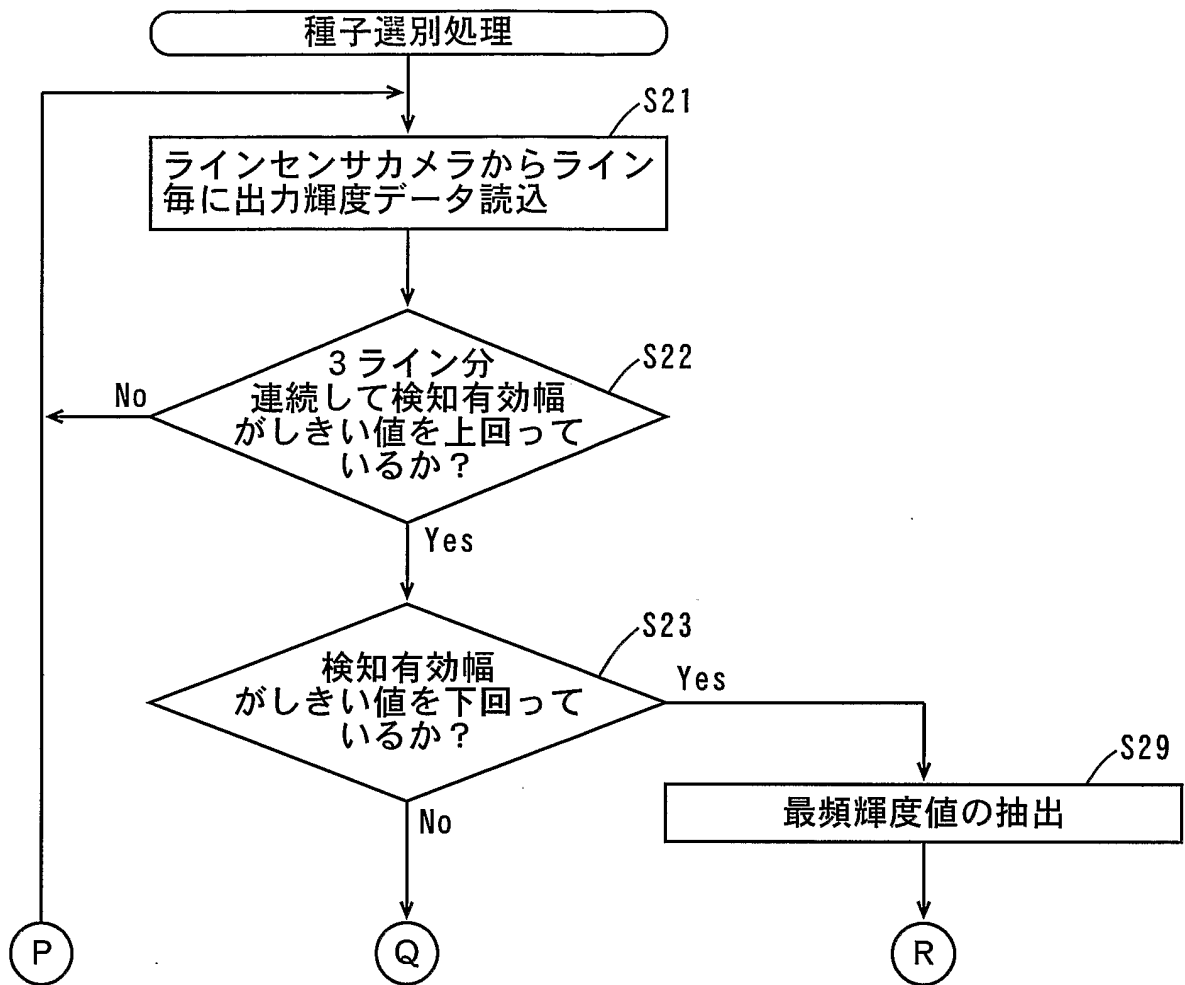 種子選別処理
S21
ラインセンサカメラからライン
毎に出力輝度データ読込
S22
3ライン分
連続して検知有効幅
がしきい値を上回って
いるか?
No
Yes
S23
検知有効幅
がしきい値を下回って
いるか?
Yes
No
S29
最頻輝度値の抽出
P
Q
R